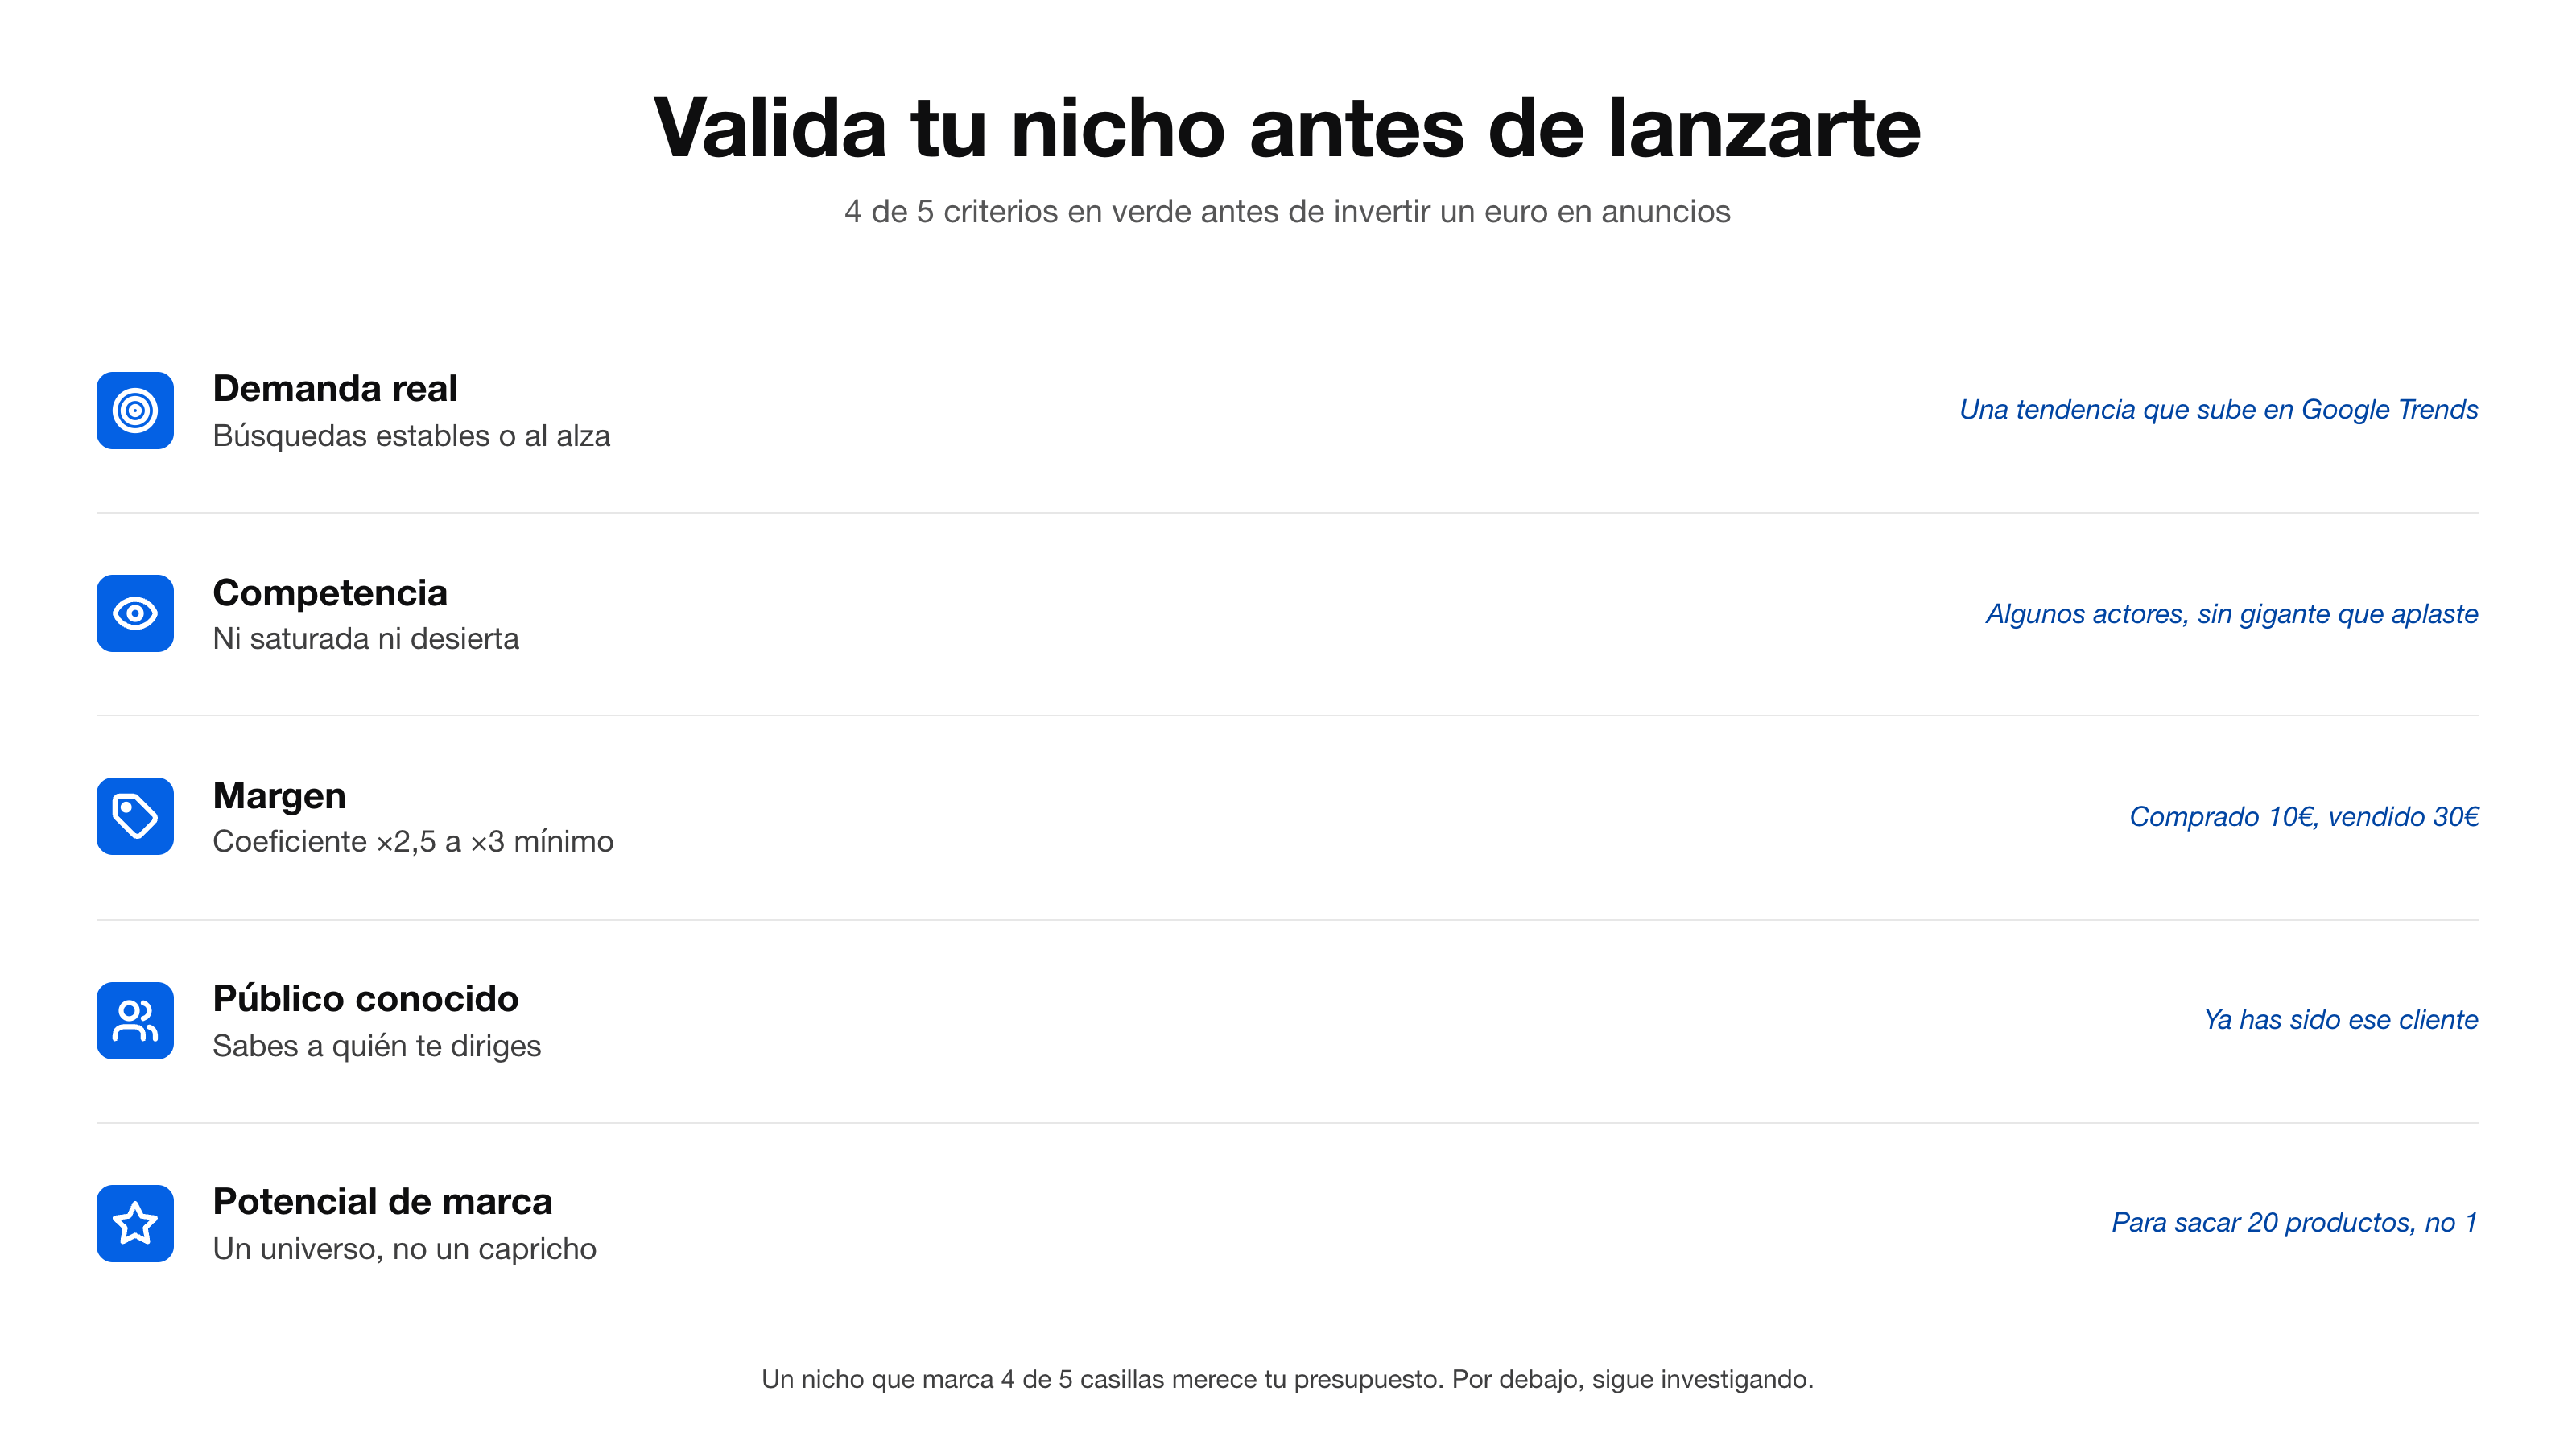 Valida tu nicho antes de lanzarte
4 de 5 criterios en verde antes de invertir un euro en anuncios
Demanda real
Búsquedas estables o al alza
Una tendencia que sube en Google Trends
Competencia
Ni saturada ni desierta
Algunos actores, sin gigante que aplaste
Margen
Coeficiente ×2,5 a ×3 mínimo
Comprado 10€, vendido 30€
Público conocido
Sabes a quién te diriges
Ya has sido ese cliente
Potencial de marca
Un universo, no un capricho
Para sacar 20 productos, no 1
Un nicho que marca 4 de 5 casillas merece tu presupuesto. Por debajo, sigue investigando.